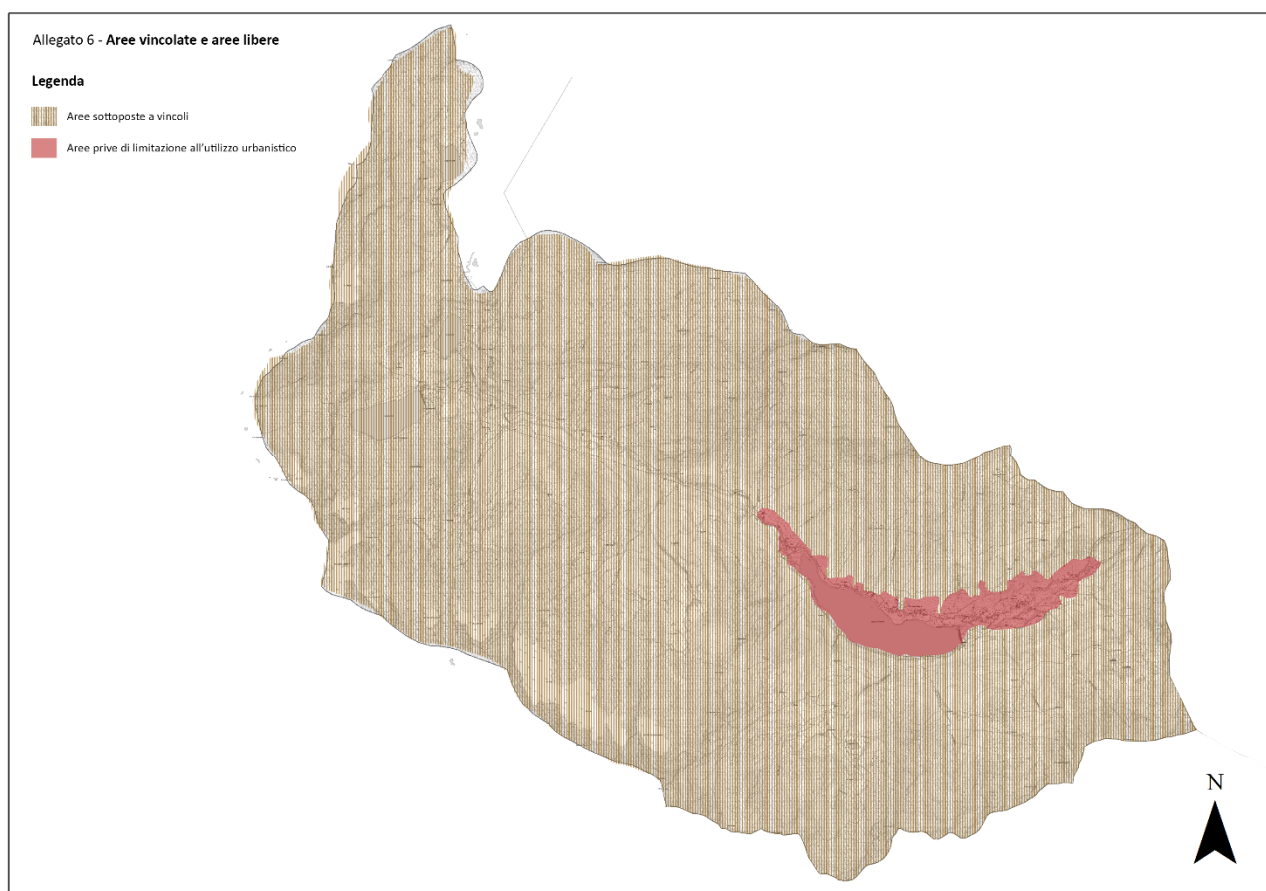 Allegato 6 - Aree vincolate e aree libere
Legenda
Aree sottoposte a vincoli
Aree prive di limitazione all'utilizzo urbanistico
N